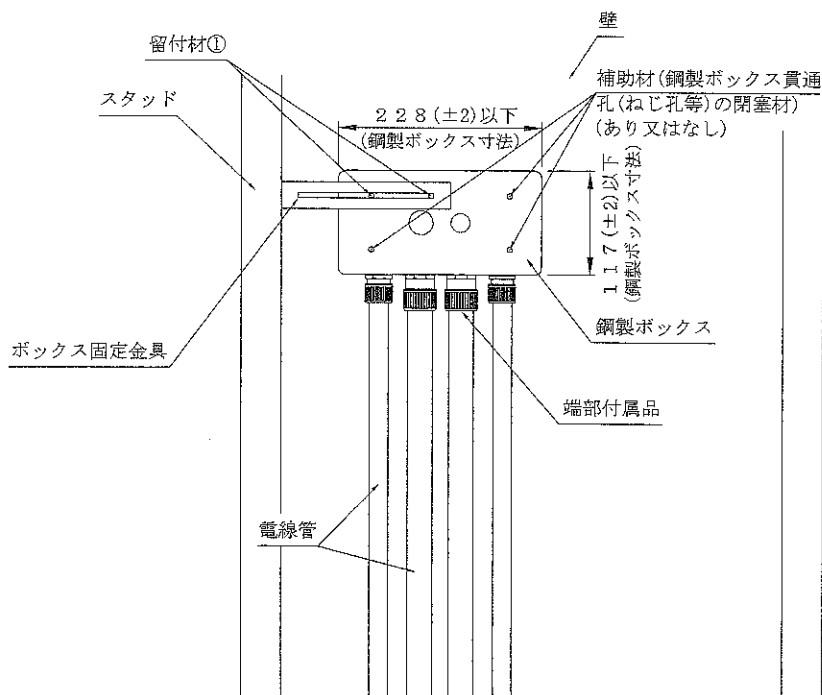 留付材①
壁
スタッド
補助材(鋼製ボックス貫通
孔(ねじ孔等)の閉塞材)
(あり又はなし)
228(±2)以下
(鋼製ボックス寸法)
117(±2)以下
(鋼製ボックス寸法)
鋼製ボックス
ボックス固定金具
端部付属品
電線管